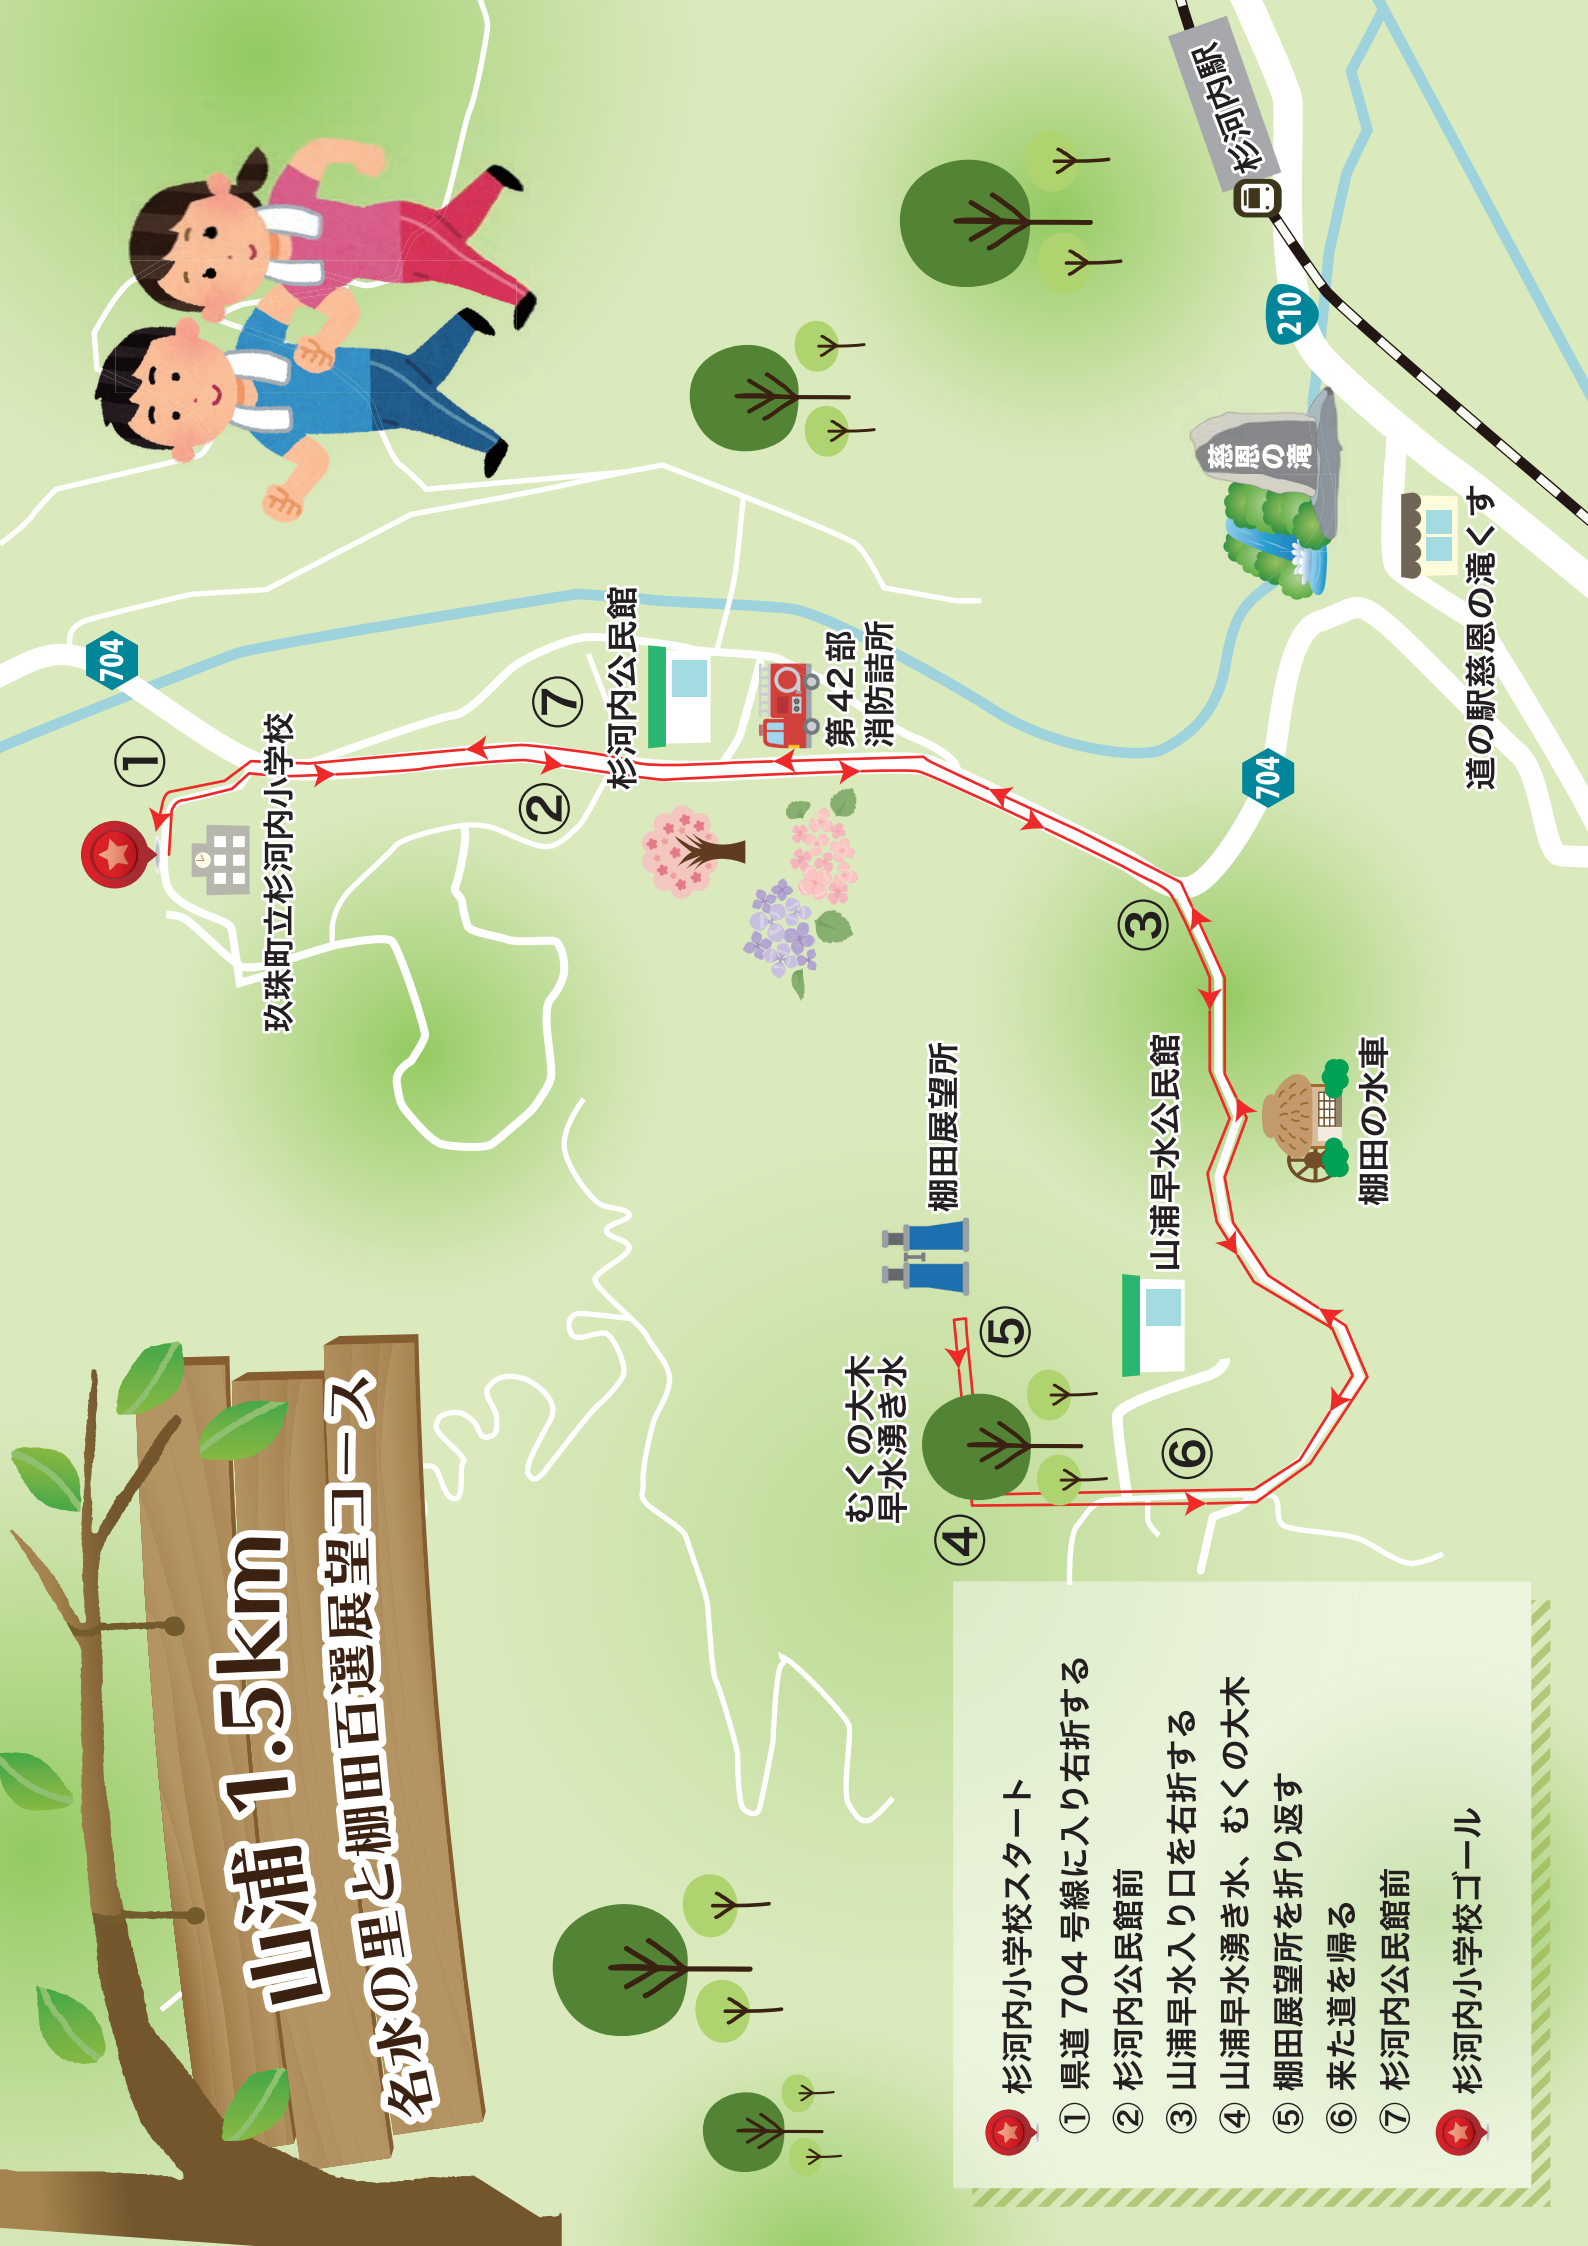 山浦 1.5km
名水の里と棚田百選展望コース
杉河内小学校スタート
① 県道 704 号線に入り右折する
② 杉河内公民館前
③ 山浦早水入り口を右折する
④ 山浦早水湧き水、むくの大木
⑤ 棚田展望所を折り返す
⑥ 来た道を帰る
⑦ 杉河内公民館前
杉河内小学校ゴール
むくの大木
早水湧き水
④
⑤
⑥
棚田展望所
山浦早水公民館
棚田の水車
③
玖珠町立杉河内小学校
①
704
②
⑦
杉河内公民館
第42部
消防詰所
704
道の駅慈恩の滝くす
慈恩の滝
210
杉河内駅